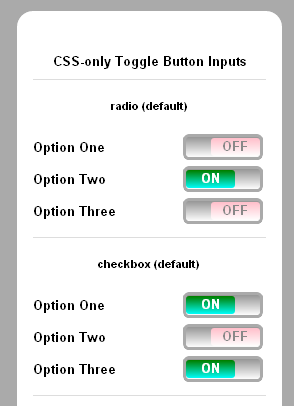 CSS-only Toggle Button Inputs
radio (default)
Option One OFF
Option Two ON
Option Three OFF
checkbox (default)
Option One ON
Option Two OFF
Option Three ON